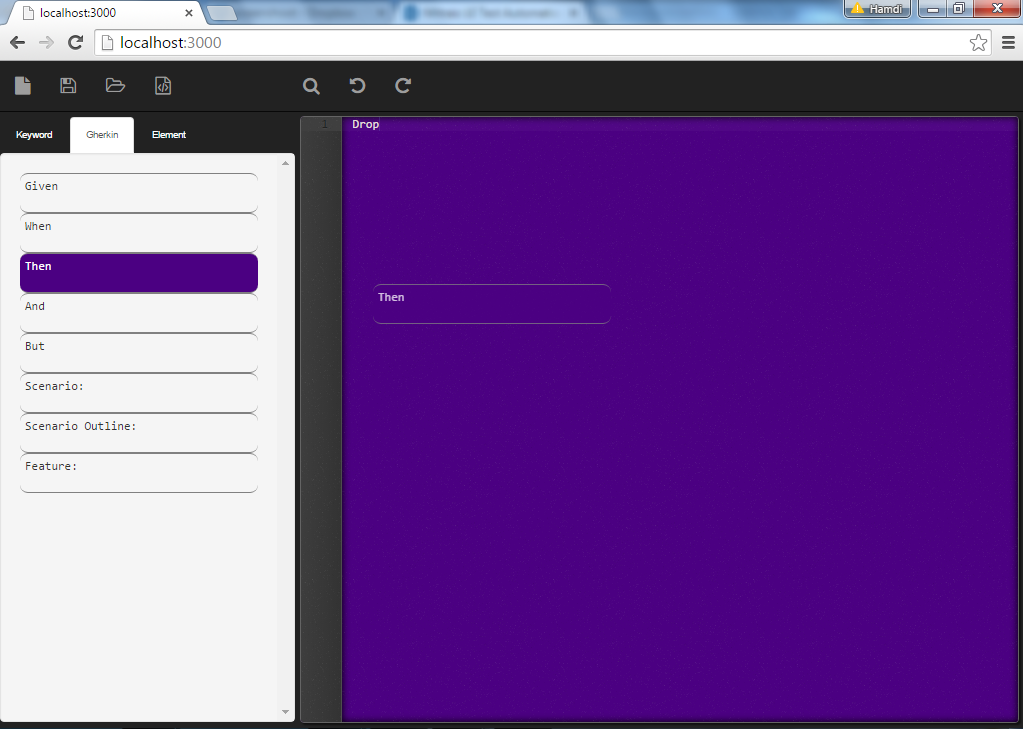 localhost:3000
Hamdi
localhost:3000
Keyword
Gherkin
Element
Given
When
Then
And
But
Scenario:
Scenario Outline:
Feature:
1
Drop
Then